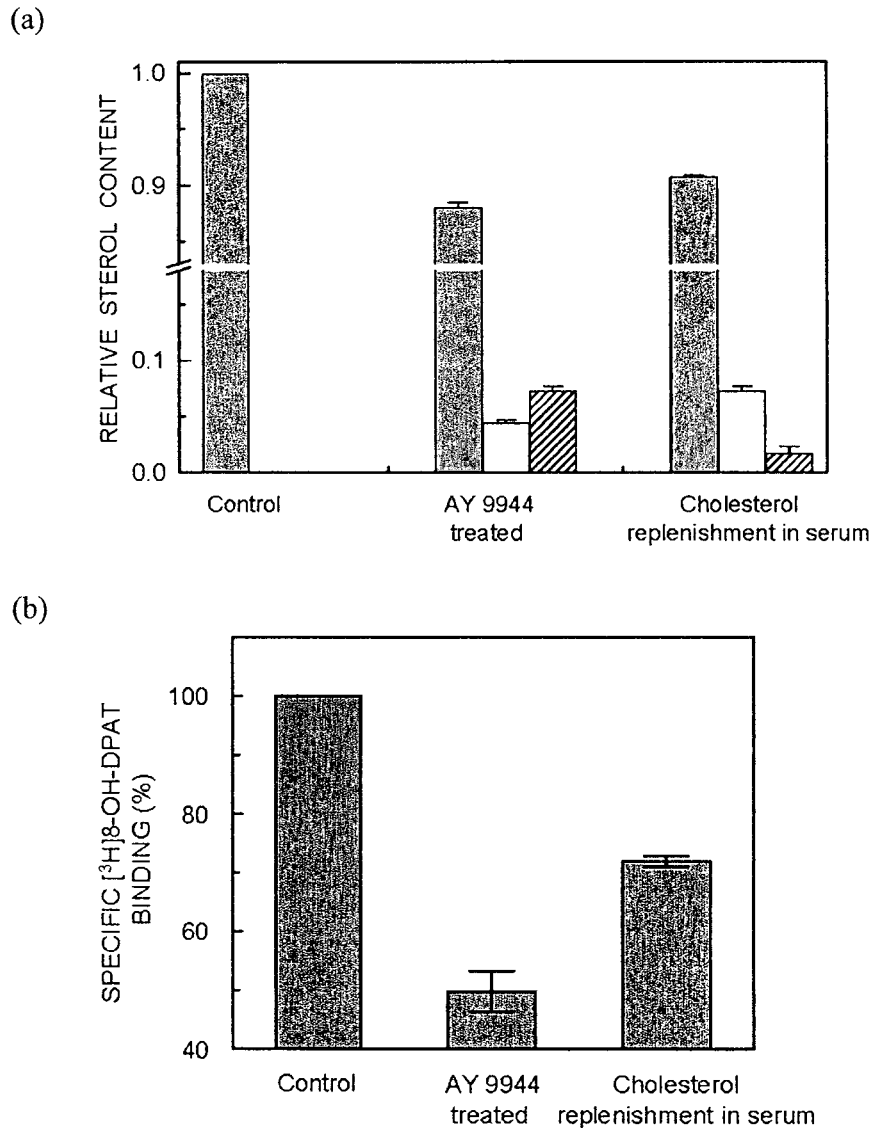 (a)
RELATIVE STEROL CONTENT
1.0
0.9
0.1
0.0
Control
AY 9944
treated
Cholesterol
replenishment in serum
(b)
SPECIFIC [³H]8-OH-DPAT
BINDING (%)
100
80
60
40
Control
AY 9944
treated
Cholesterol
replenishment in serum